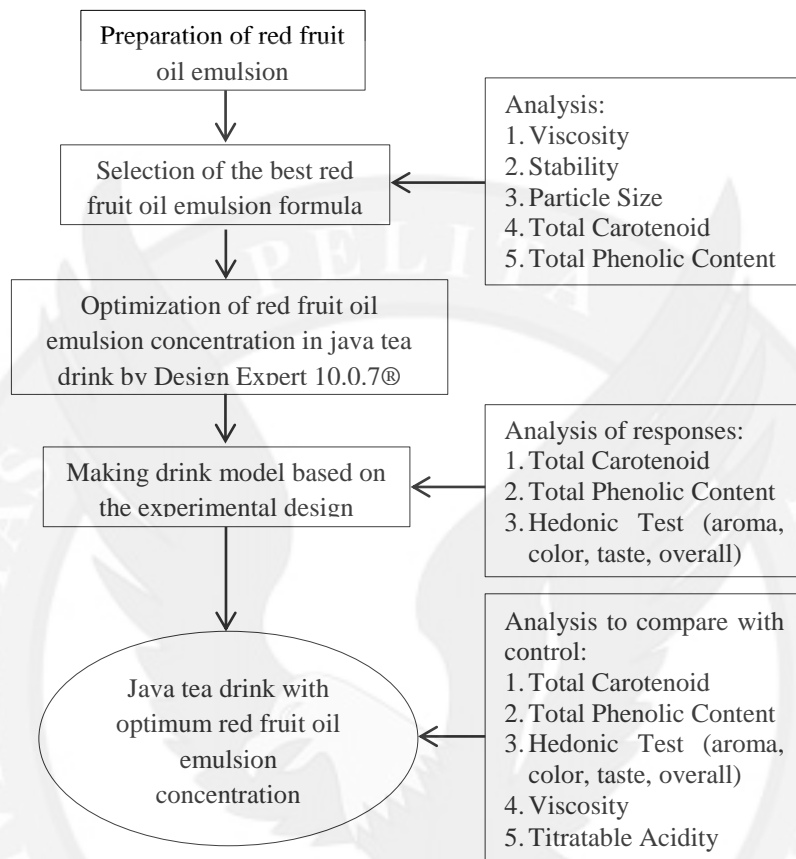 Preparation of red fruit
oil emulsion
Analysis:
1. Viscosity
2. Stability
3. Particle Size
4. Total Carotenoid
5. Total Phenolic Content
Selection of the best red
fruit oil emulsion formula
PELITA
Optimization of red fruit oil
emulsion concentration in java tea
drink by Design Expert 10.0.7®
Analysis of responses:
1. Total Carotenoid
2. Total Phenolic Content
3. Hedonic Test (aroma,
color, taste, overall)
Making drink model based on
the experimental design
Analysis to compare with
control:
1. Total Carotenoid
2. Total Phenolic Content
3. Hedonic Test (aroma,
color, taste, overall)
4. Viscosity
5. Titratable Acidity
Java tea drink with
optimum red fruit oil
emulsion
concentration